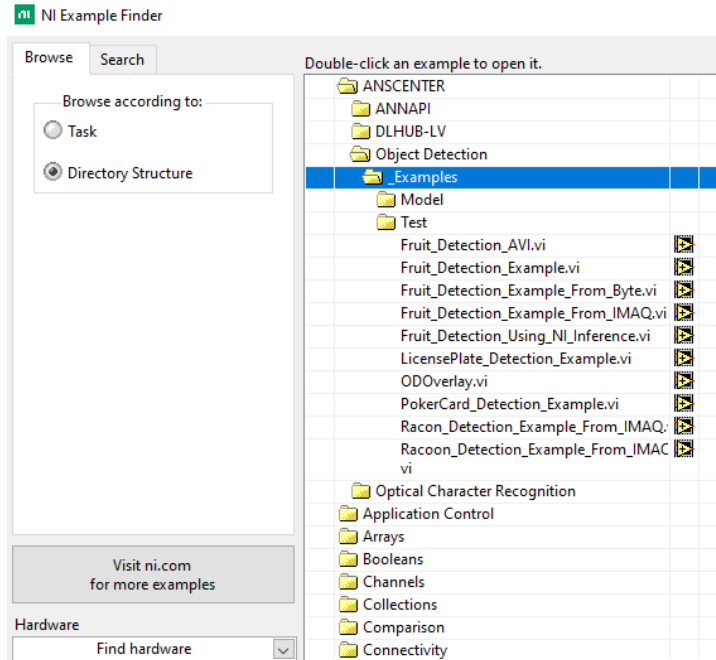 NI Example Finder
Browse
Search
Browse according to:
Task
Directory Structure
Visit ni.com
for more examples
Hardware
Find hardware
Double-click an example to open it.
ANSCENTER
ANNAPI
DLHUB-LV
Object Detection
_Examples
Model
Test
Fruit_Detection_AVI.vi
Fruit_Detection_Example.vi
Fruit_Detection_Example_From_Byte.vi
Fruit_Detection_Example_From_IMAQ.vi
Fruit_Detection_Using_NI_Inference.vi
LicensePlate_Detection_Example.vi
ODOverlay.vi
PokerCard_Detection_Example.vi
Racon_Detection_Example_From_IMAQ.
Racoon_Detection_Example_From_IMAC
vi
Optical Character Recognition
Application Control
Arrays
Booleans
Channels
Collections
Comparison
Connectivity